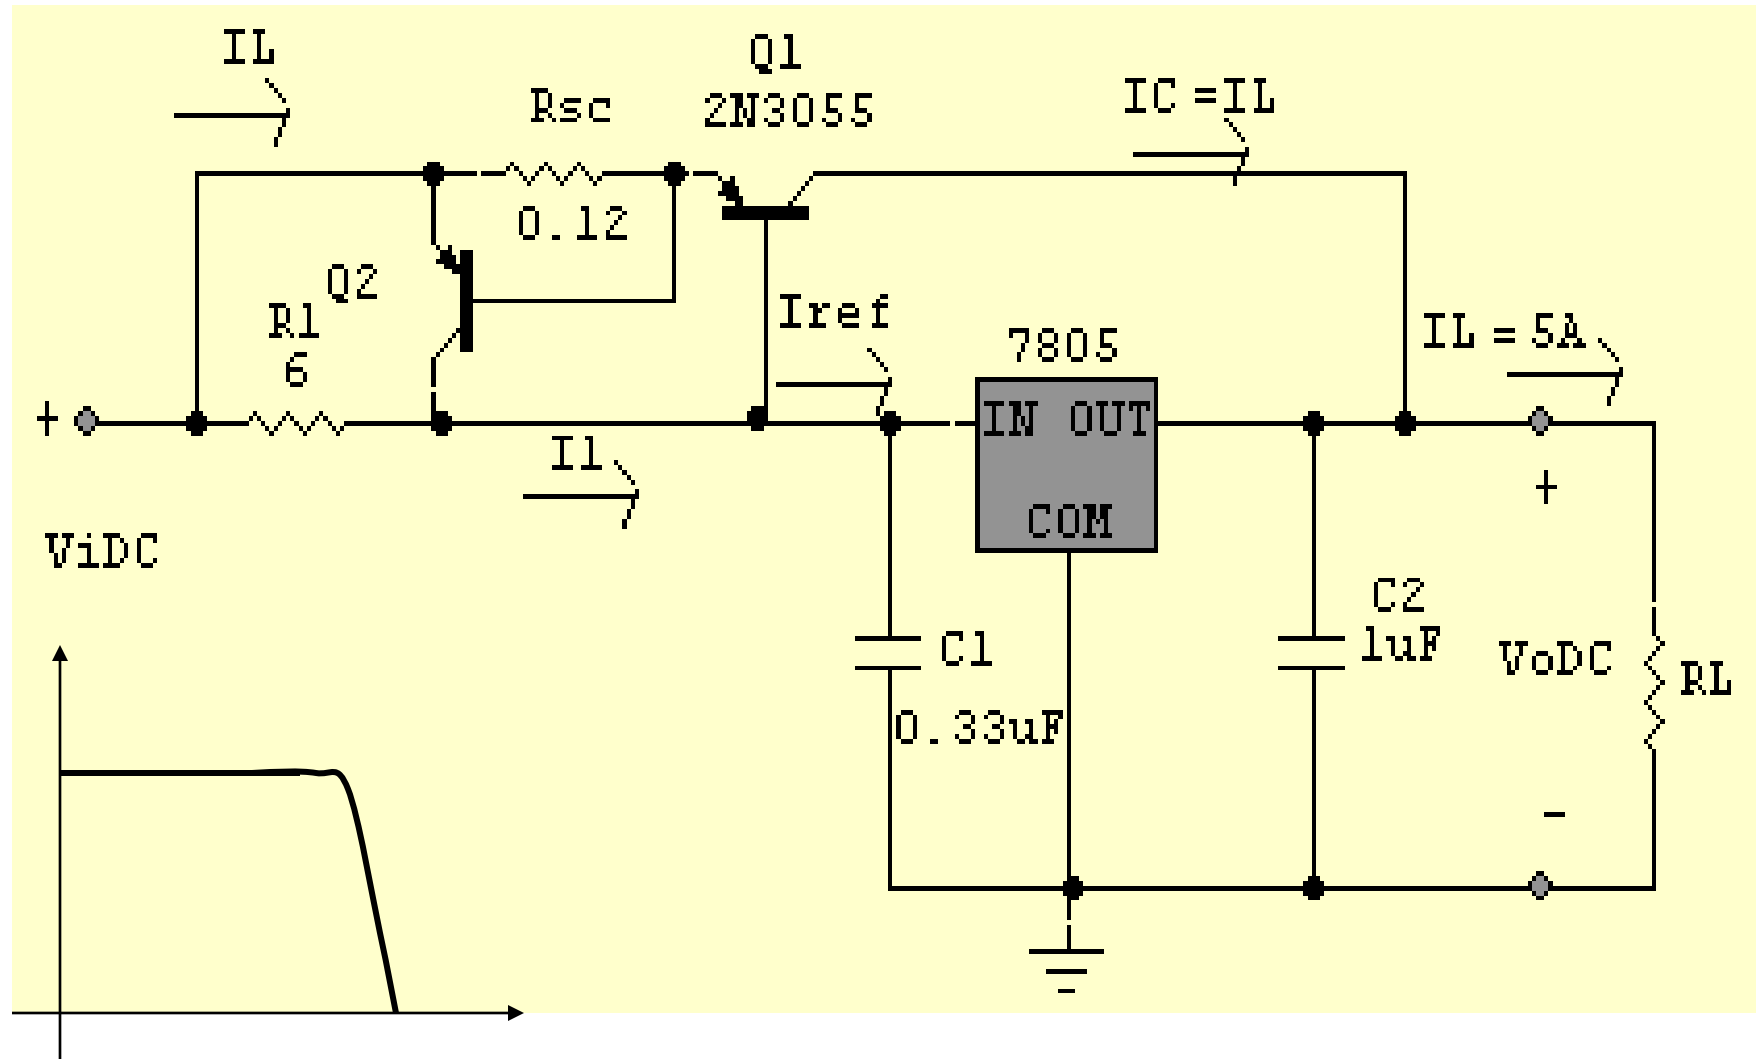 IL
Q1
2N3055
Rsc
0.12
IC =IL
Q2
R1
6
Iref
7805
IL = 5A
+
IN OUT
COM
I1
+
ViDC
C1
0.33uF
C2
1uF
VoDC
RL
-